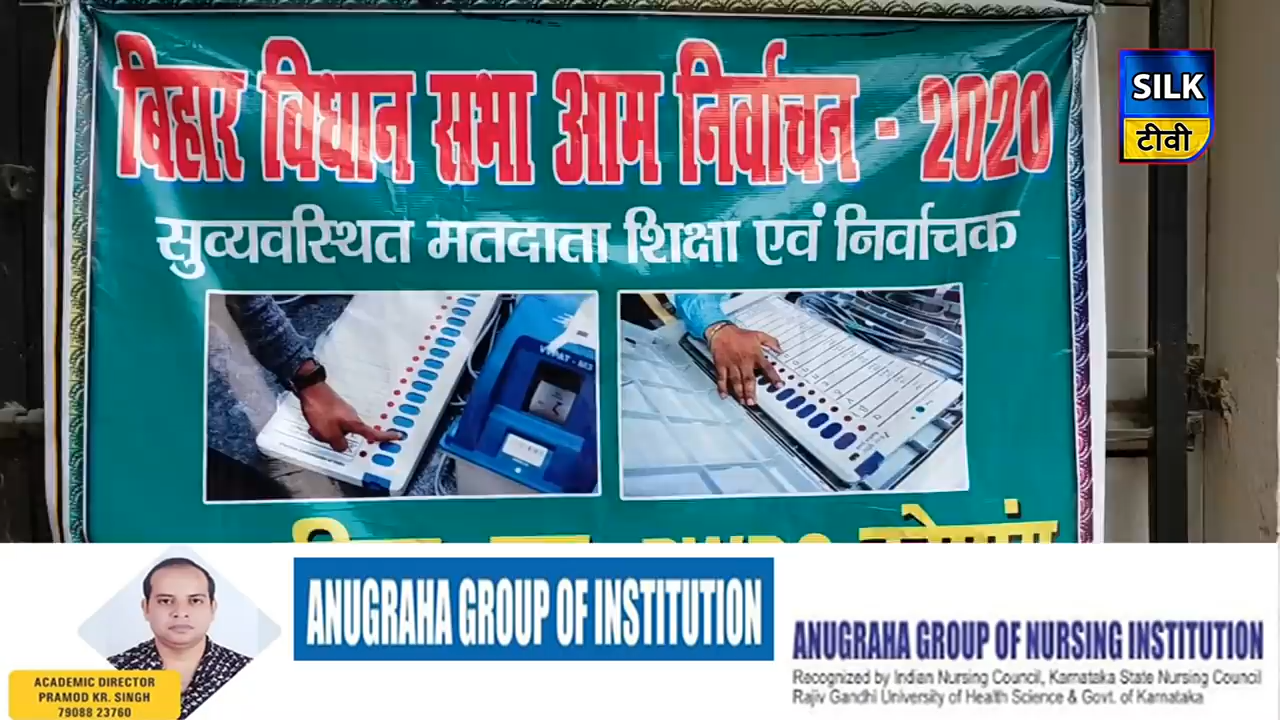 बिहार विधान सभा आम निर्वाचन - 2020
SILK
टीवी
सुव्यवस्थित मतदाता शिक्षा एवं निर्वाचक
VVPAT - M3
ANUGRAHA GROUP OF INSTITUTION
ANUGRAHA GROUP OF NURSING INSTITUTION
Recognized by Indian Nursing Council, Karnataka State Nursing Council
Rajiv Gandhi University of Health Science & Govt. of Karnataka
ACADEMIC DIRECTOR
PRAMOD KR. SINGH
79088 23760